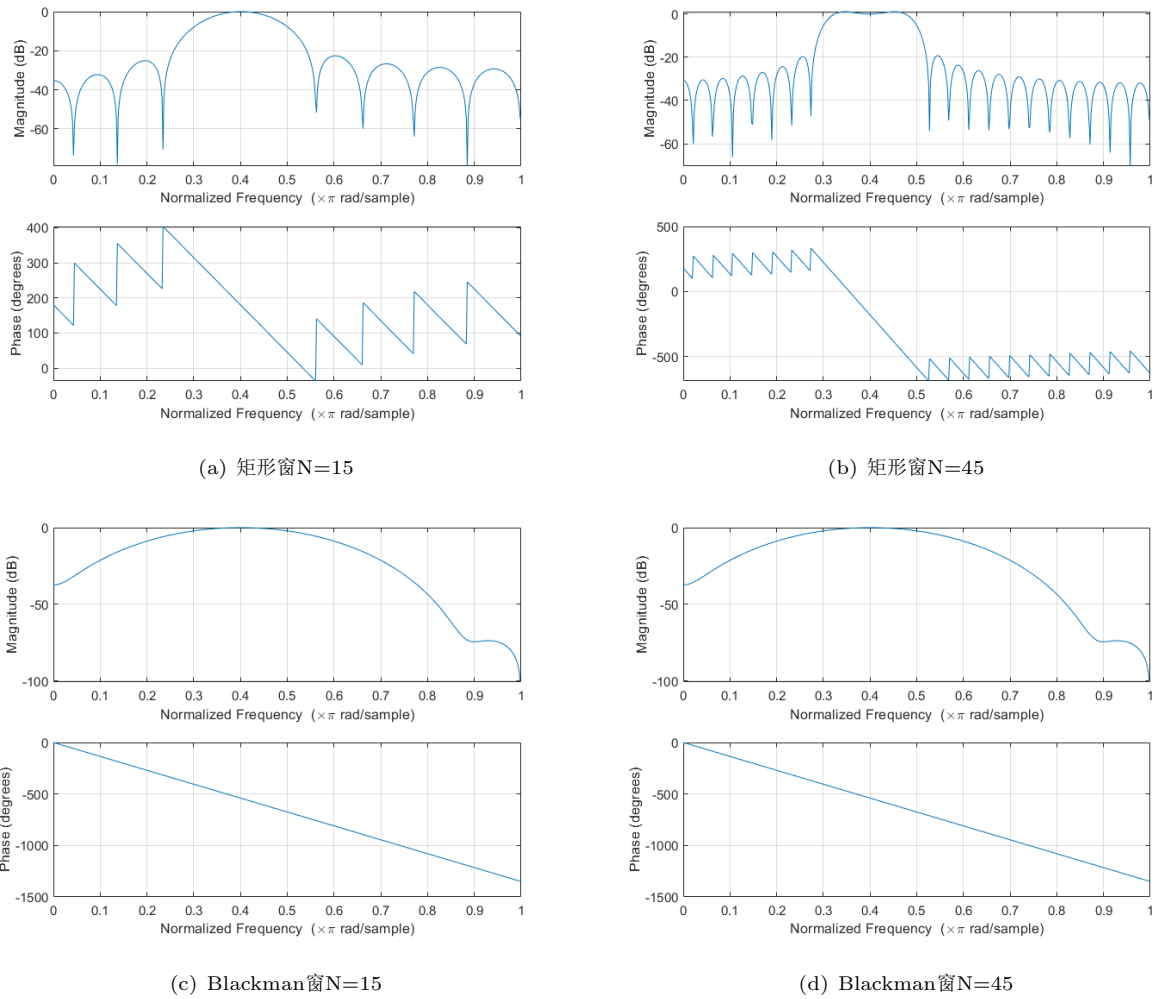 0
-20
-40
-60
Magnitude (dB)
0 0.1 0.2 0.3 0.4 0.5 0.6 0.7 0.8 0.9 1
Normalized Frequency (×π rad/sample)
400
300
200
100
0
Phase (degrees)
0 0.1 0.2 0.3 0.4 0.5 0.6 0.7 0.8 0.9 1
Normalized Frequency (×π rad/sample)
(a) 矩形窗N=15
0
-20
-40
-60
Magnitude (dB)
0 0.1 0.2 0.3 0.4 0.5 0.6 0.7 0.8 0.9 1
Normalized Frequency (×π rad/sample)
500
0
-500
Phase (degrees)
0 0.1 0.2 0.3 0.4 0.5 0.6 0.7 0.8 0.9 1
Normalized Frequency (×π rad/sample)
(b) 矩形窗N=45
0
-50
-100
Magnitude (dB)
0 0.1 0.2 0.3 0.4 0.5 0.6 0.7 0.8 0.9 1
Normalized Frequency (×π rad/sample)
0
-500
-1000
-1500
Phase (degrees)
0 0.1 0.2 0.3 0.4 0.5 0.6 0.7 0.8 0.9 1
Normalized Frequency (×π rad/sample)
(c) Blackman窗N=15
0
-50
-100
Magnitude (dB)
0 0.1 0.2 0.3 0.4 0.5 0.6 0.7 0.8 0.9 1
Normalized Frequency (×π rad/sample)
0
-500
-1000
-1500
Phase (degrees)
0 0.1 0.2 0.3 0.4 0.5 0.6 0.7 0.8 0.9 1
Normalized Frequency (×π rad/sample)
(d) Blackman窗N=45